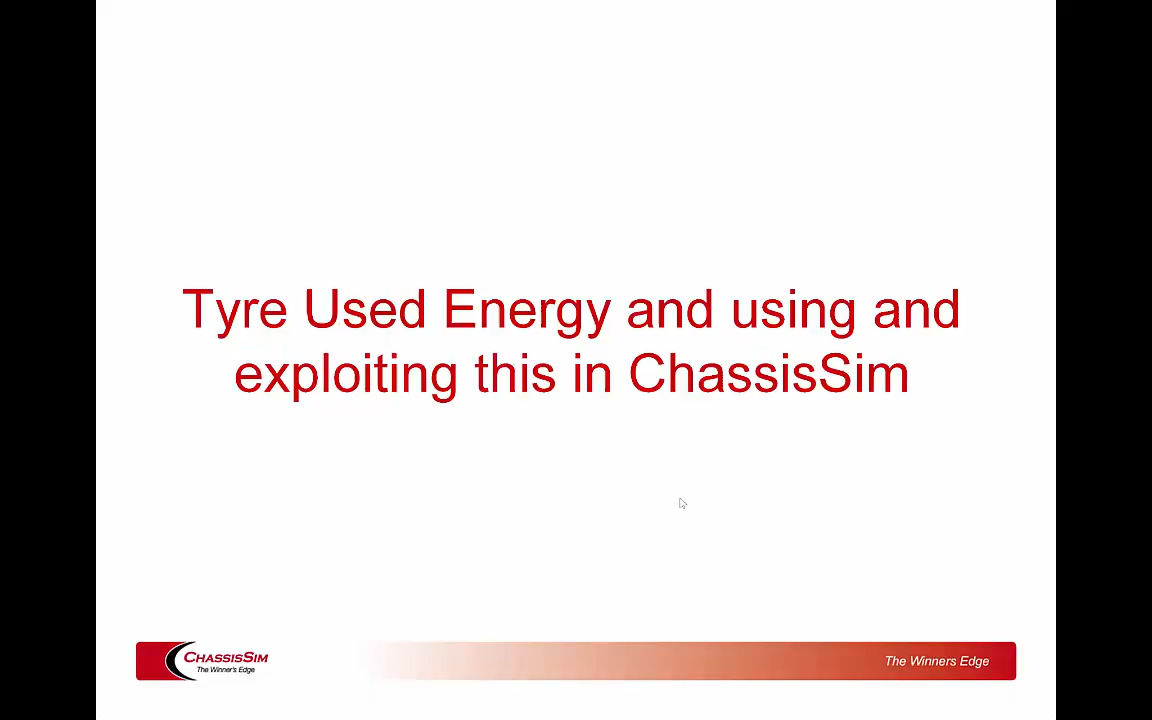 Tyre Used Energy and using and
exploiting this in ChassisSim
CHASSISSIM
The Winner's Edge
The Winners Edge